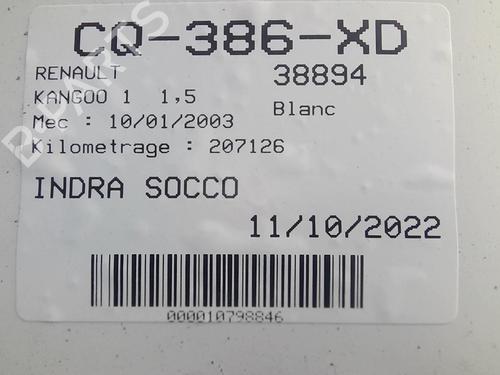 CQ-386-XD
RENAULT 38894
KANGOO 1 1,5 Blanc
Mec : 10/01/2003
Kilometrage : 207126
INDRA SOCCO
11/10/2022
000010798846
B-PARTS